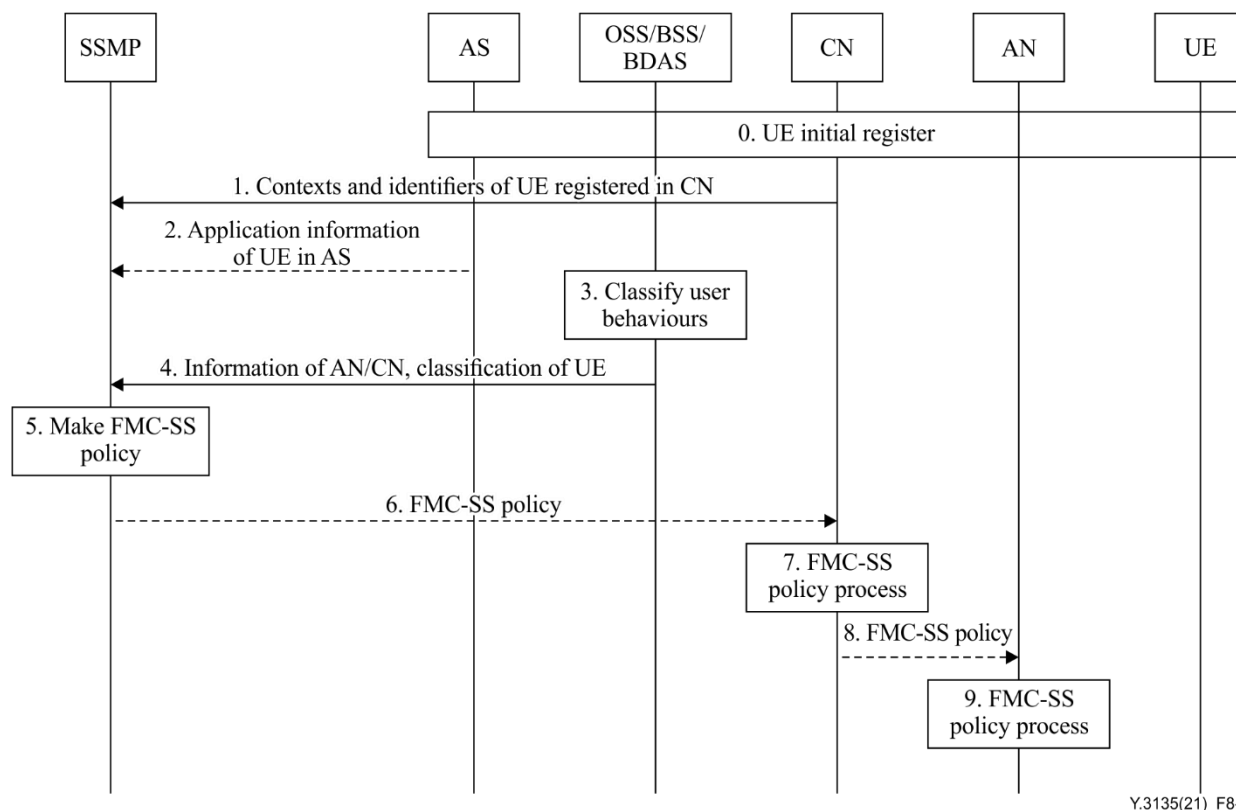 SSMP
AS
OSS/BSS/
BDAS
CN
AN
UE
0. UE initial register
1. Contexts and identifiers of UE registered in CN
2. Application information
of UE in AS
3. Classify user
behaviours
4. Information of AN/CN, classification of UE
5. Make FMC-SS
policy
6. FMC-SS policy
7. FMC-SS
policy process
8. FMC-SS policy
9. FMC-SS
policy process
Y.3135(21)_F8-